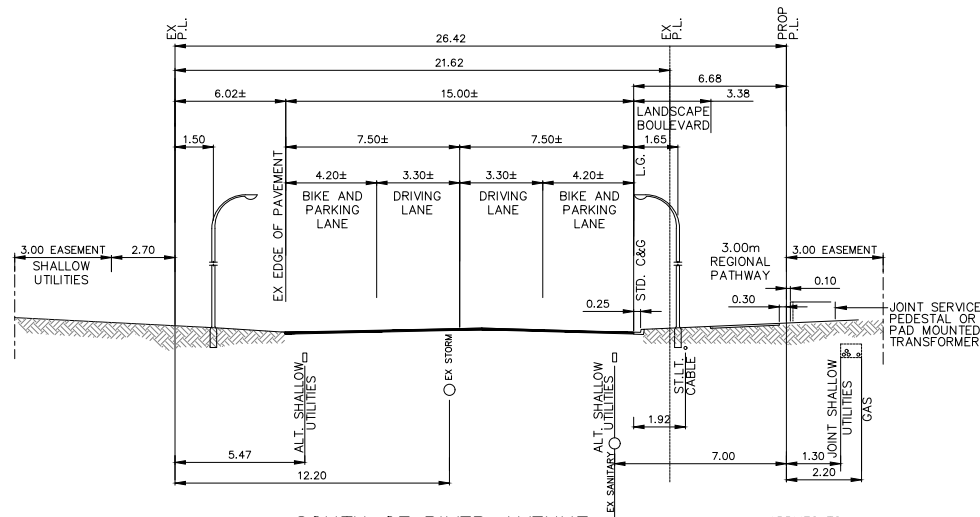 EX P.L.
EX P.L.
PROP P.L.
26.42
21.62
6.68
6.02±
15.00±
3.38
LANDSCAPE
BOULEVARD
1.50
7.50±
7.50±
1.65
EX EDGE OF PAVEMENT
L.G.
STD. C&G
4.20±
3.30±
3.30±
4.20±
BIKE AND
PARKING
LANE
DRIVING
LANE
DRIVING
LANE
BIKE AND
PARKING
LANE
3.00 EASEMENT
2.70
SHALLOW
UTILITIES
3.00m
REGIONAL
PATHWAY
3.00 EASEMENT
0.10
0.30
0.25
JOINT SERVICE
PEDESTAL OR
PAD MOUNTED
TRANSFORMER
ALT. SHALLOW
UTILITIES
EX STORM
ALT. SHALLOW
UTILITIES
EX SANITARY
ST.LT.
CABLE
JOINT SHALLOW
UTILITIES
GAS
1.92
5.47
7.00
1.30
12.20
2.20